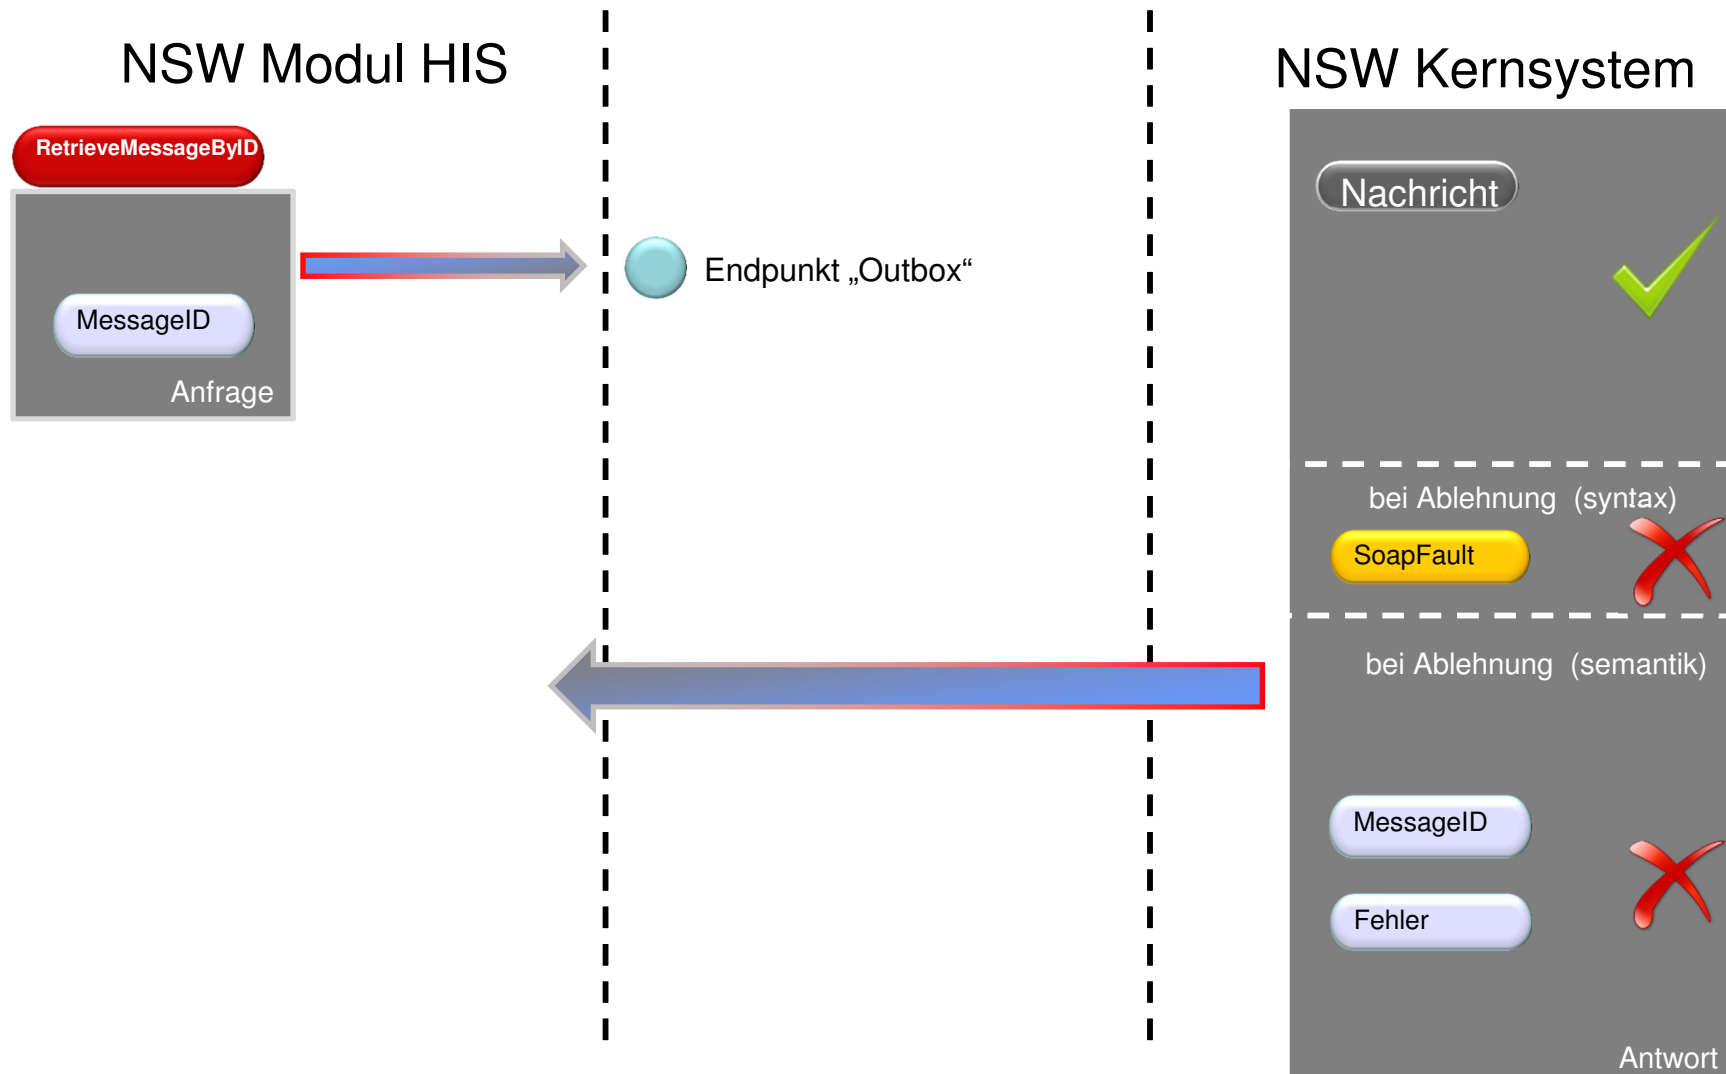 NSW Modul HIS
NSW Kernsystem
RetrieveMessageByID
MessageID
Anfrage
Endpunkt „Outbox“
Nachricht
bei Ablehnung (syntax)
SoapFault
bei Ablehnung (semantik)
MessageID
Fehler
Antwort